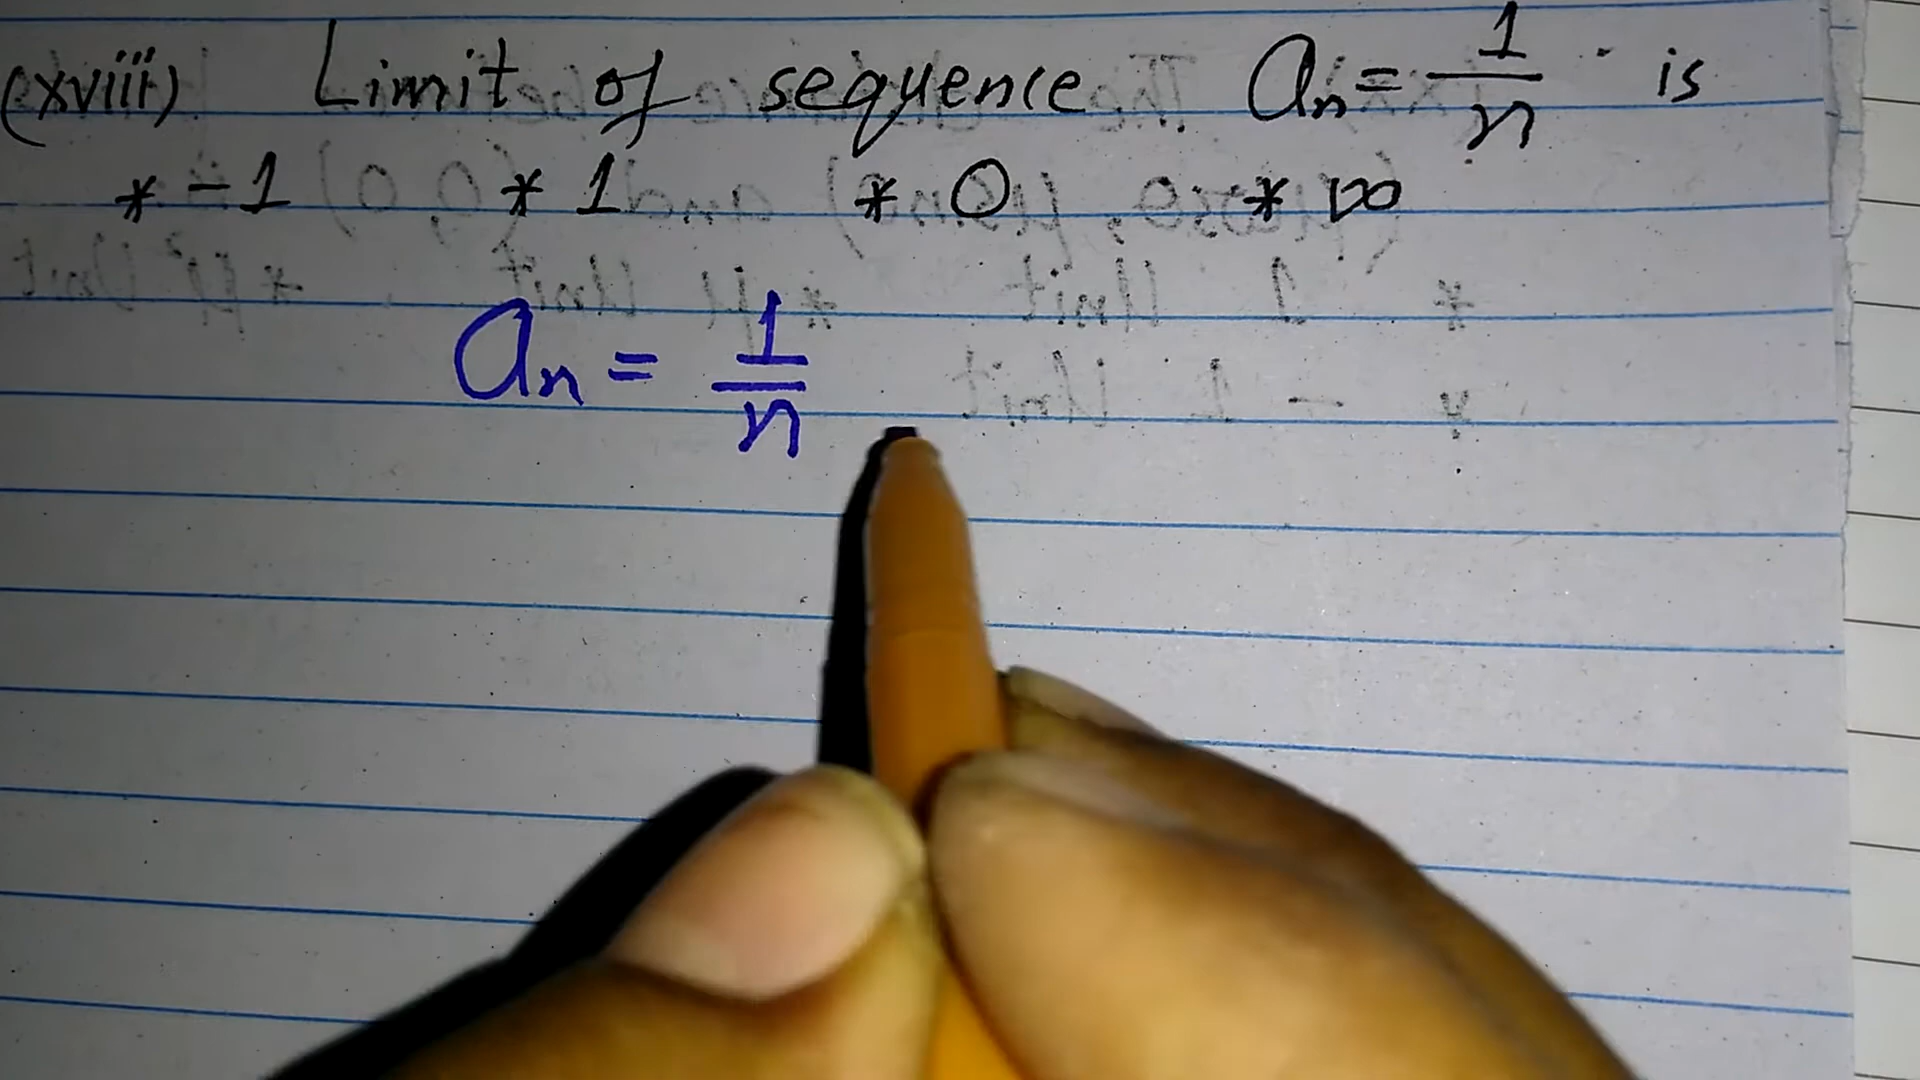 (xviii) Limit of sequence aₙ = 1/n is
* -1 * 1 * 0 * ∞
aₙ = 1/n